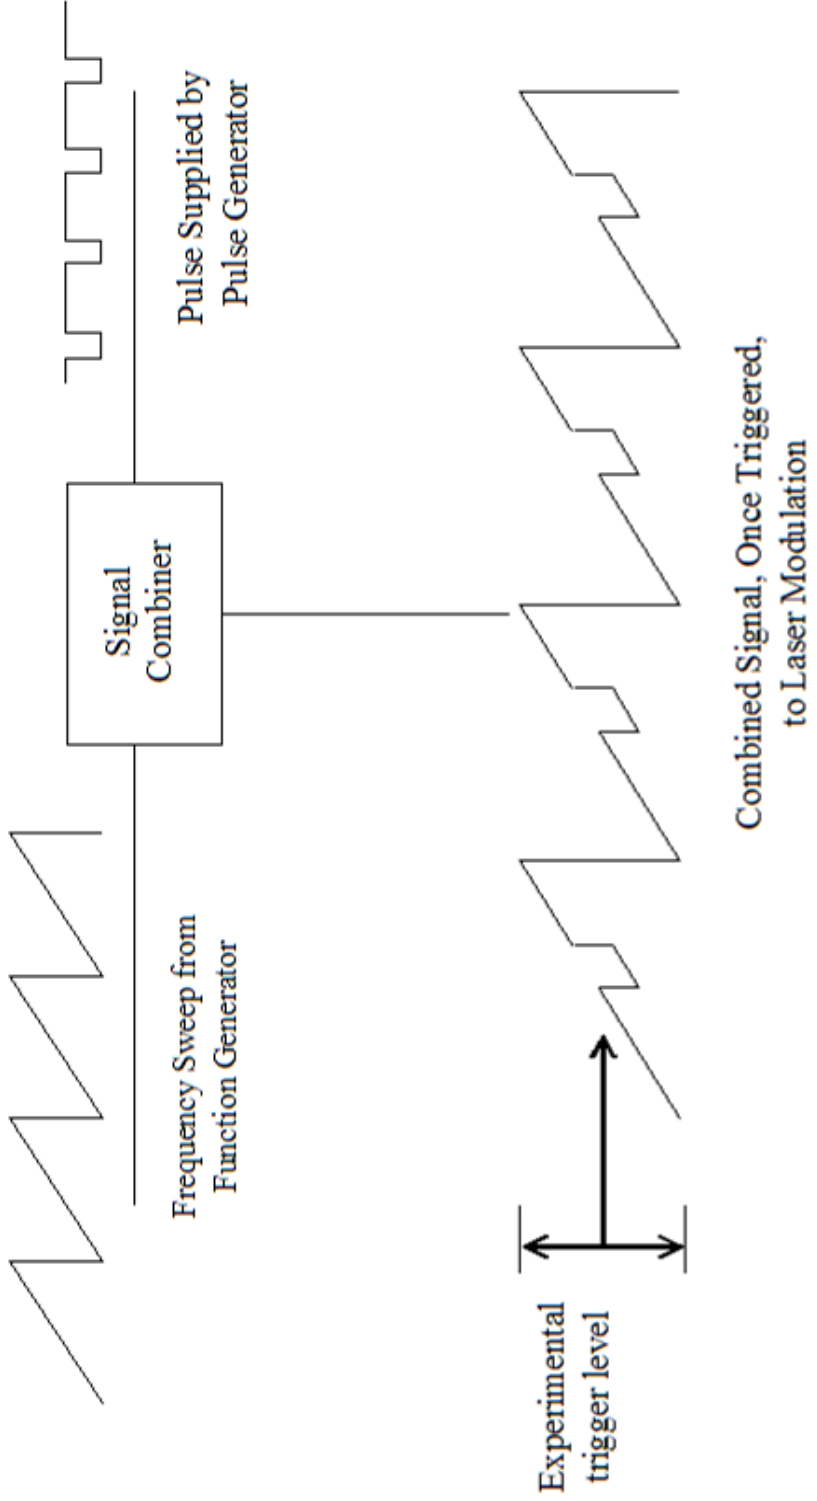 Frequency Sweep from
Function Generator
Signal
Combiner
Pulse Supplied by
Pulse Generator
Experimental
trigger level
Combined Signal, Once Triggered,
to Laser Modulation